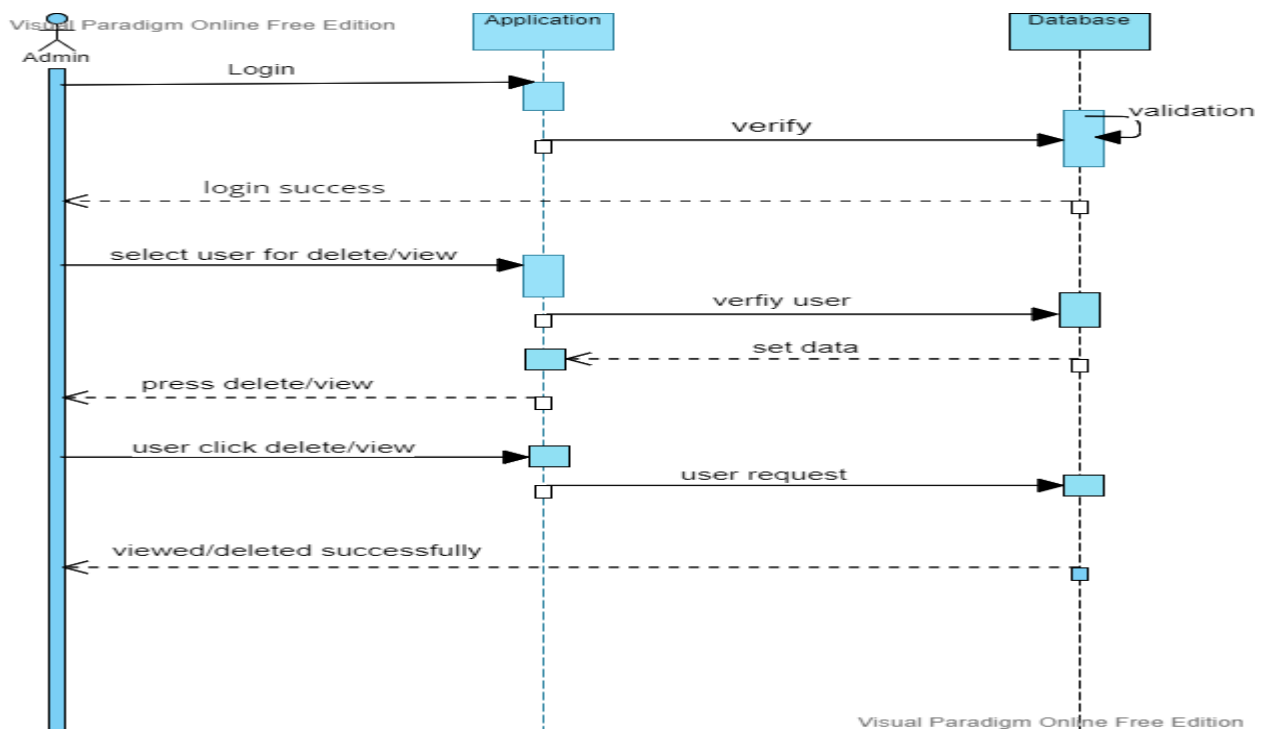 Visual Paradigm Online Free Edition
Application
Database
Admin
Login
validation
verify
login success
select user for delete/view
verfiy user
set data
press delete/view
user click delete/view
user request
viewed/deleted successfully
Visual Paradigm Online Free Edition